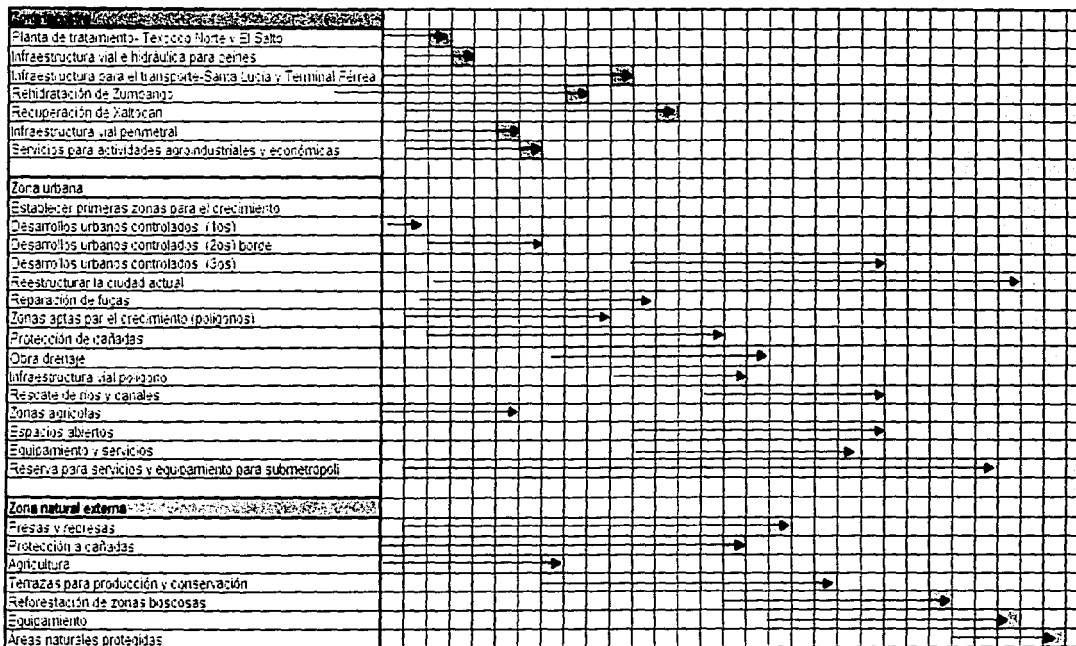 Planta de tratamiento- Texcoco Norte y El Salto
Infraestructura vial e hidráulica para peines
Infraestructura para el transporte-Santa Lucía y Terminal Férrea
Rehidratación de Zumpango
Recuperación de Xaltocan
Infraestructura vial perimetral
Servicios para actividades agroindustriales y económicas
Zona urbana
Establecer primeras zonas para el crecimiento
Desarrollos urbanos controlados (1os)
Desarrollos urbanos controlados (2os) borde
Desarrollos urbanos controlados (3os)
Reestructurar la ciudad actual
Reparación de fugas
Zonas aptas par el crecimiento (polígonos)
Protección de cañadas
Obra drenaje
Infraestructura vial polígono
Rescate de ríos y canales
Zonas agrícolas
Espacios abiertos
Equipamiento y servicios
Reserva para servicios y equipamiento para submetrópoli
Zona natural externa
Presas y represas
Protección a cañadas
Agricultura
Terrazas para producción y conservación
Reforestación de zonas boscosas
Equipamiento
Áreas naturales protegidas